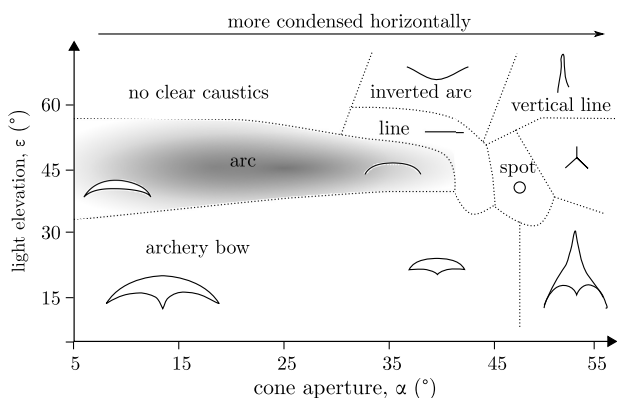 more condensed horizontally
no clear caustics
inverted arc
vertical line
line
arc
spot
archery bow
light elevation, ε (°)
60
45
30
15
5
15
25
35
45
55
cone aperture, α (°)